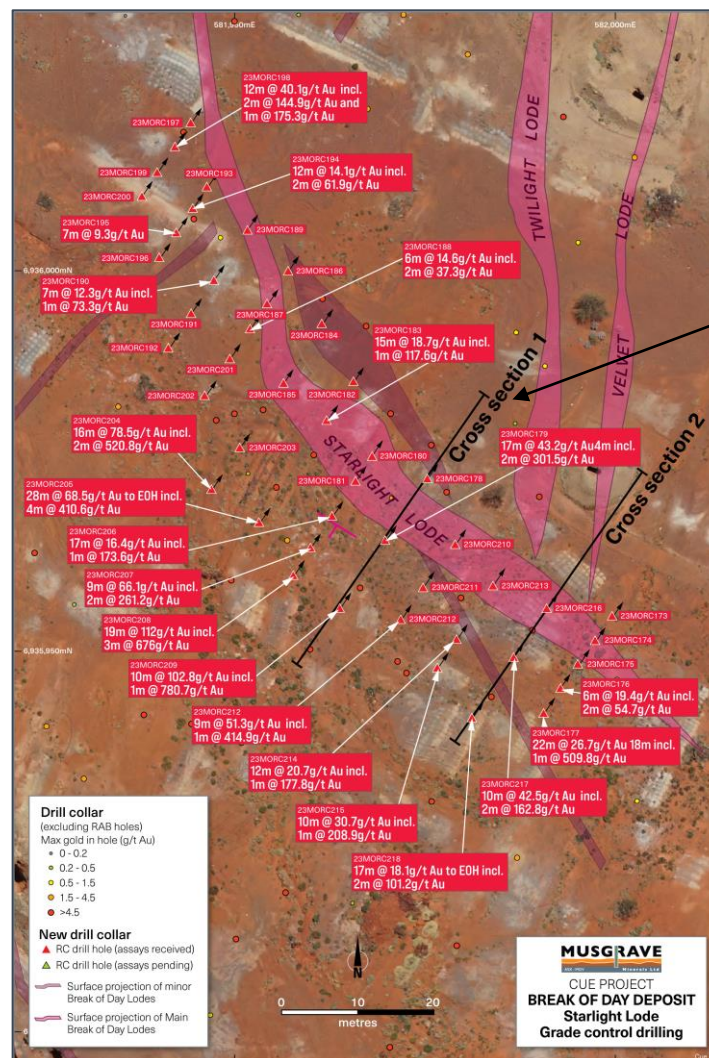 581,950mE
582,000mE
23MORC198
12m @ 40.1g/t Au incl.
2m @ 144.9g/t Au and
1m @ 175.3g/t Au
23MORC197
23MORC194
12m @ 14.1g/t Au incl.
2m @ 61.9g/t Au
23MORC199
23MORC193
23MORC200
23MORC195
7m @ 9.3g/t Au
23MORC189
23MORC188
6m @ 14.6g/t Au incl.
2m @ 37.3g/t Au
TWILIGHT LODE
VELVET LODE
23MORC196
6,936,000mN
23MORC186
23MORC190
7m @ 12.3g/t Au incl.
1m @ 73.3g/t Au
23MORC187
23MORC191
23MORC184
23MORC183
15m @ 18.7g/t Au incl.
1m @ 117.6g/t Au
23MORC192
23MORC201
23MORC202
23MORC185
23MORC182
Cross section 1
23MORC204
16m @ 78.5g/t Au incl.
2m @ 520.8g/t Au
23MORC203
STARLIGHT LODE
23MORC180
23MORC179
17m @ 43.2g/t Au4m incl.
2m @ 301.5g/t Au
Cross section 2
23MORC205
28m @ 68.5g/t Au to EOH incl.
4m @ 410.6g/t Au
23MORC181
23MORC178
23MORC206
17m @ 16.4g/t Au incl.
1m @ 173.6g/t Au
23MORC210
23MORC207
9m @ 66.1g/t Au incl.
2m @ 261.2g/t Au
23MORC211
23MORC213
23MORC208
19m @ 112g/t Au incl.
3m @ 676g/t Au
23MORC212
23MORC216
23MORC173
23MORC174
6,935,950mN
23MORC209
10m @ 102.8g/t Au incl.
1m @ 780.7g/t Au
23MORC175
23MORC176
6m @ 19.4g/t Au incl.
2m @ 54.7g/t Au
23MORC212
9m @ 51.3g/t Au incl.
1m @ 414.9g/t Au
23MORC177
22m @ 26.7g/t Au 18m incl.
1m @ 509.8g/t Au
23MORC214
12m @ 20.7g/t Au incl.
1m @ 177.8g/t Au
23MORC217
10m @ 42.5g/t Au incl.
2m @ 162.8g/t Au
23MORC215
10m @ 30.7g/t Au incl.
1m @ 208.9g/t Au
23MORC218
17m @ 18.1g/t Au to EOH incl.
2m @ 101.2g/t Au
Drill collar
(excluding RAB holes)
Max gold in hole (g/t Au)
0 - 0.2
0.2 - 0.5
0.5 - 1.5
1.5 - 4.5
>4.5
New drill collar
RC drill hole (assays received)
RC drill hole (assays pending)
Surface projection of minor
Break of Day Lodes
Surface projection of Main
Break of Day Lodes
N
0 10 20
metres
MUSGRAVE
Minerals Ltd
CUE PROJECT
BREAK OF DAY DEPOSIT
Starlight Lode
Grade control drilling